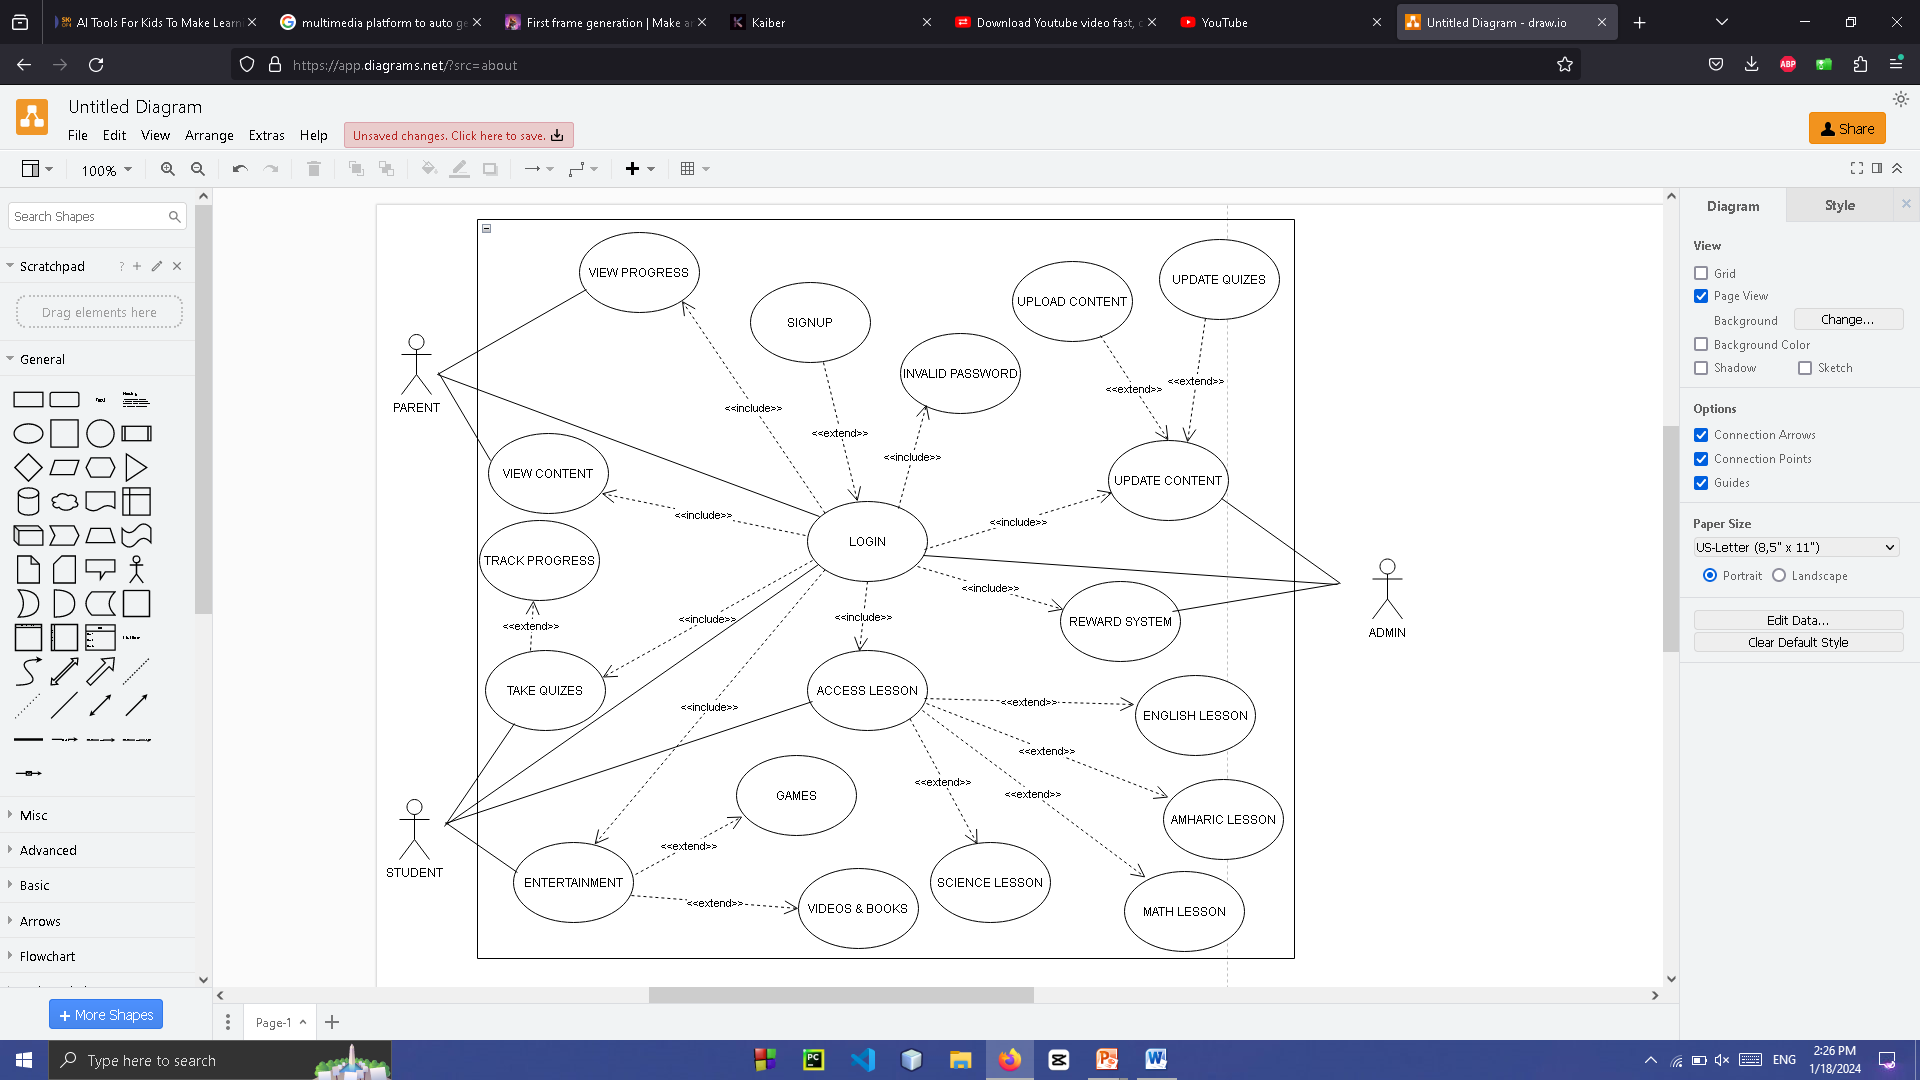 AI Tools For Kids To Make Learn
multimedia platform to auto ge
First frame generation | Make a
Kaiber
Download Youtube video fast, c
YouTube
Untitled Diagram - draw.io
https://app.diagrams.net/?src=about
ABP
Untitled Diagram
File Edit View Arrange Extras Help
Unsaved changes. Click here to save.
Share
100%
Search Shapes
Scratchpad
?
Drag elements here
General
Text
Misc
Advanced
Basic
Arrows
Flowchart
More Shapes
VIEW PROGRESS
SIGNUP
UPLOAD CONTENT
UPDATE QUIZES
INVALID PASSWORD
PARENT
<<include>>
<<extend>>
<<include>>
<<extend>>
<<extend>>
VIEW CONTENT
UPDATE CONTENT
<<include>>
<<include>>
LOGIN
TRACK PROGRESS
<<include>>
<<include>>
<<include>>
REWARD SYSTEM
ADMIN
<<extend>>
TAKE QUIZES
ACCESS LESSON
<<include>>
<<extend>>
ENGLISH LESSON
<<extend>>
<<extend>>
<<extend>>
GAMES
AMHARIC LESSON
STUDENT
<<extend>>
ENTERTAINMENT
<<extend>>
VIDEOS & BOOKS
SCIENCE LESSON
MATH LESSON
Page-1
Diagram
Style
View
Grid
Page View
Background
Change...
Background Color
Shadow
Sketch
Options
Connection Arrows
Connection Points
Guides
Paper Size
US-Letter (8,5" x 11")
Portrait
Landscape
Edit Data...
Clear Default Style
Type here to search
PC
ENG
2:26 PM
1/18/2024